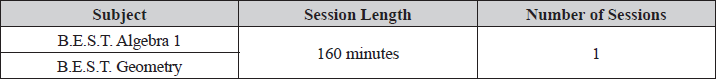 Subject Session Length Number of Sessions
B.E.S.T. Algebra 1
160 minutes 1
B.E.S.T. Geometry